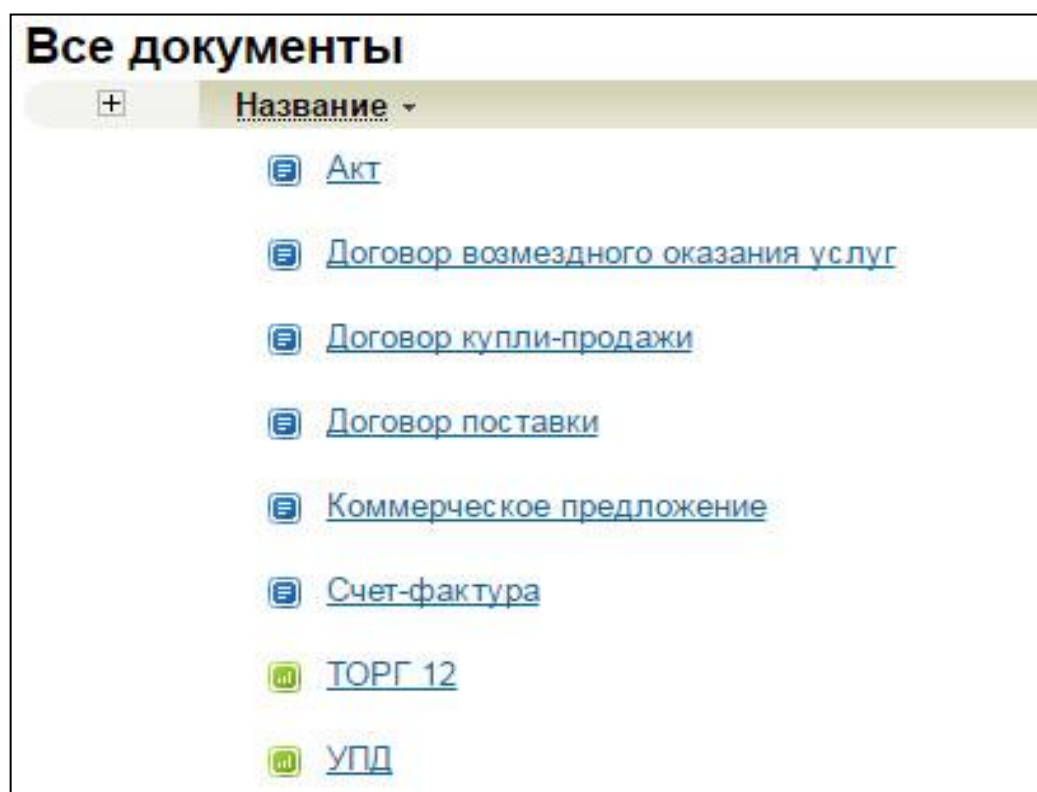 Все документы
Название
Акт
Договор возмездного оказания услуг
Договор купли-продажи
Договор поставки
Коммерческое предложение
Счет-фактура
ТОРГ 12
УПД